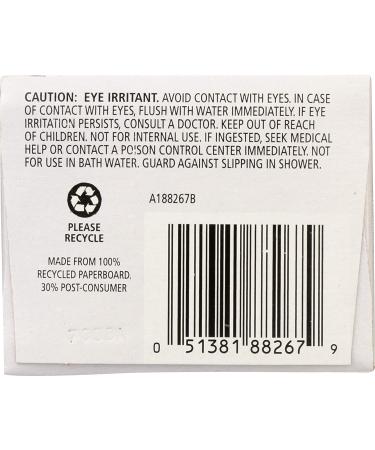 CAUTION: EYE IRRITANT. AVOID CONTACT WITH EYES. IN CASE
OF CONTACT WITH EYES, FLUSH WITH WATER IMMEDIATELY. IF EYE
IRRITATION PERSISTS, CONSULT A DOCTOR. KEEP OUT OF REACH
OF CHILDREN. NOT FOR INTERNAL USE. IF INGESTED, SEEK MEDICAL
HELP OR CONTACT A POISON CONTROL CENTER IMMEDIATELY. NOT
FOR USE IN BATH WATER. GUARD AGAINST SLIPPING IN SHOWER.
A188267B
PLEASE
RECYCLE
MADE FROM 100%
RECYCLED PAPERBOARD.
30% POST-CONSUMER
0 51381 88267 9